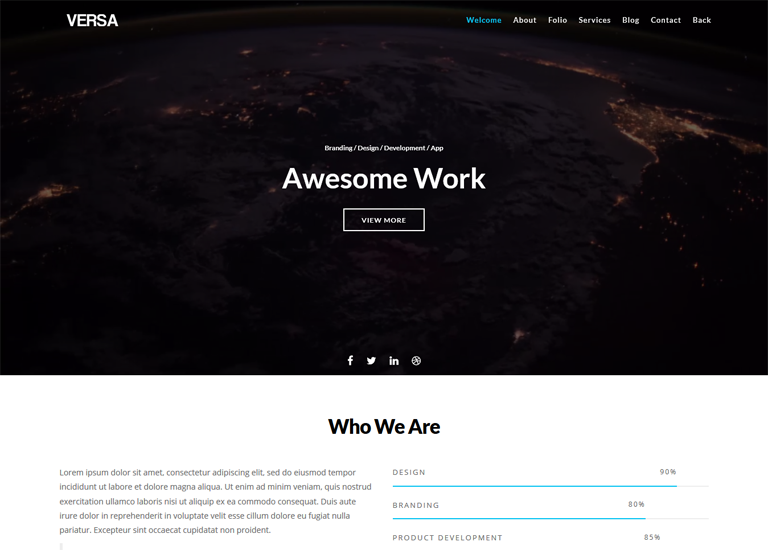 VERSA
Welcome About Folio Services Blog Contact Back
Branding / Design / Development / App
Awesome Work
VIEW MORE
Who We Are
Lorem ipsum dolor sit amet, consectetur adipiscing elit, sed do eiusmod tempor
incididunt ut labore et dolore magna aliqua. Ut enim ad minim veniam, quis nostrud
exercitation ullamco laboris nisi ut aliquip ex ea commodo consequat. Duis aute
irure dolor in reprehenderit in voluptate velit esse cillum dolore eu fugiat nulla
pariatur. Excepteur sint occaecat cupidatat non proident.
DESIGN 90%
BRANDING 80%
PRODUCT DEVELOPMENT 85%